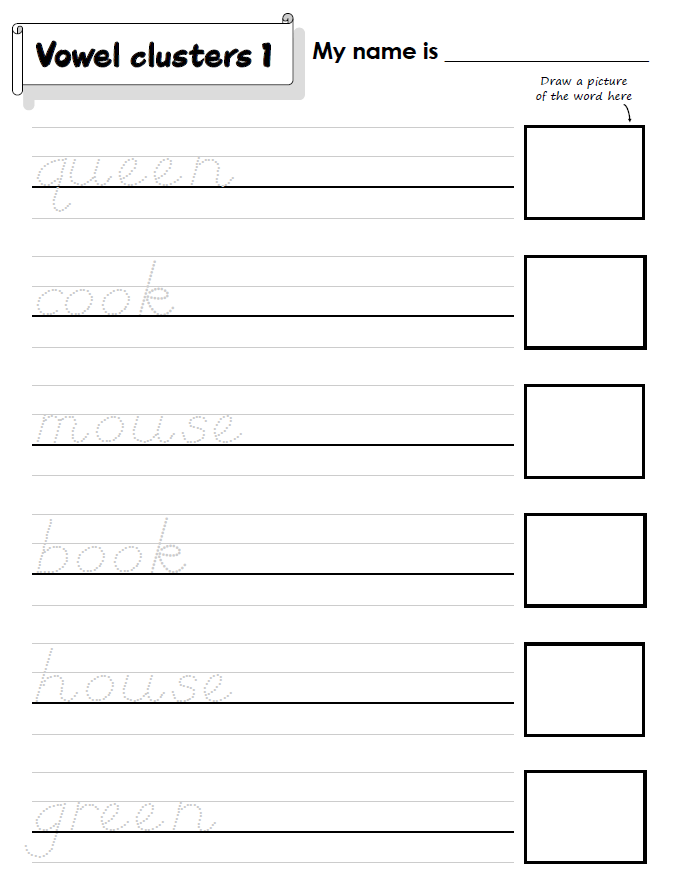 Vowel clusters 1
My name is
Draw a picture
of the word here
queen
cook
mouse
book
house
green